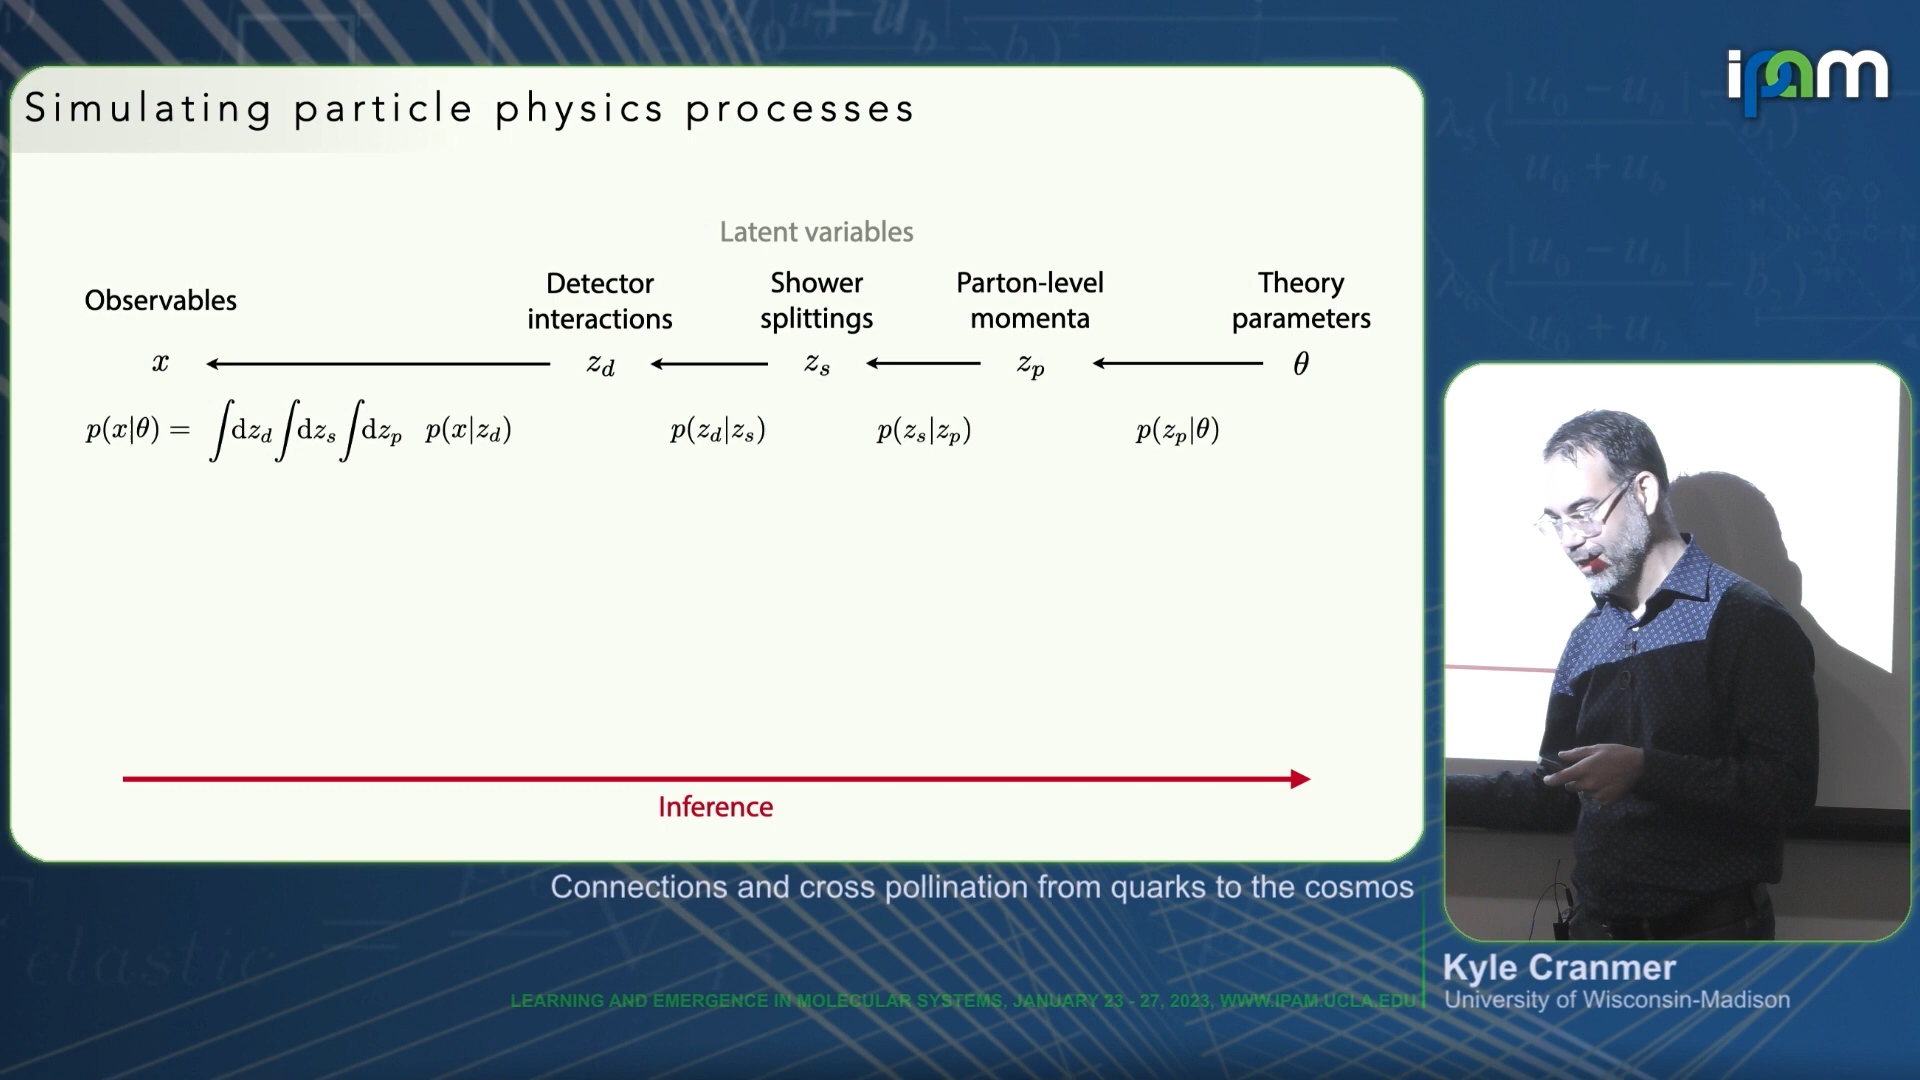 ipam
Simulating particle physics processes
Latent variables
Observables
Detector interactions
Shower splittings
Parton-level momenta
Theory parameters
x ← z_d ← z_s ← z_p ← θ
p(x|θ) = ∫dz_d ∫dz_s ∫dz_p p(x|z_d) p(z_d|z_s) p(z_s|z_p) p(z_p|θ)
Inference
Connections and cross pollination from quarks to the cosmos
Kyle Cranmer
University of Wisconsin-Madison
LEARNING AND EMERGENCE IN MOLECULAR SYSTEMS, JANUARY 23 - 27, 2023, WWW.IPAM.UCLA.EDU
elastic